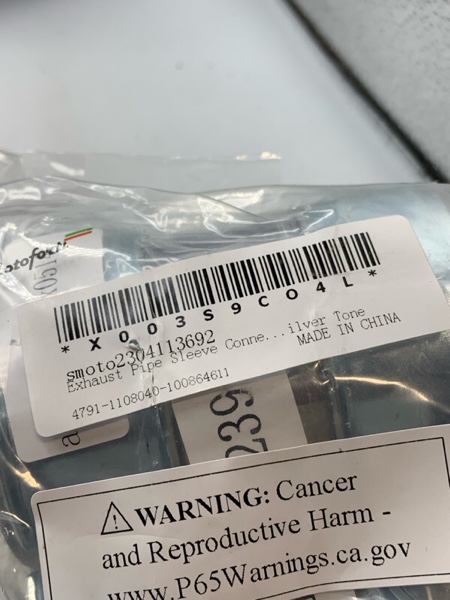 otoforti
* X 0 0 3 S 9 C O 4 L *
smoto2304113692
Exhaust Pipe Sleeve Conne...ilver Tone
MADE IN CHINA
4791-1108040-100864611
239
⚠WARNING: Cancer
and Reproductive Harm -
www.P65Warnings.ca.gov